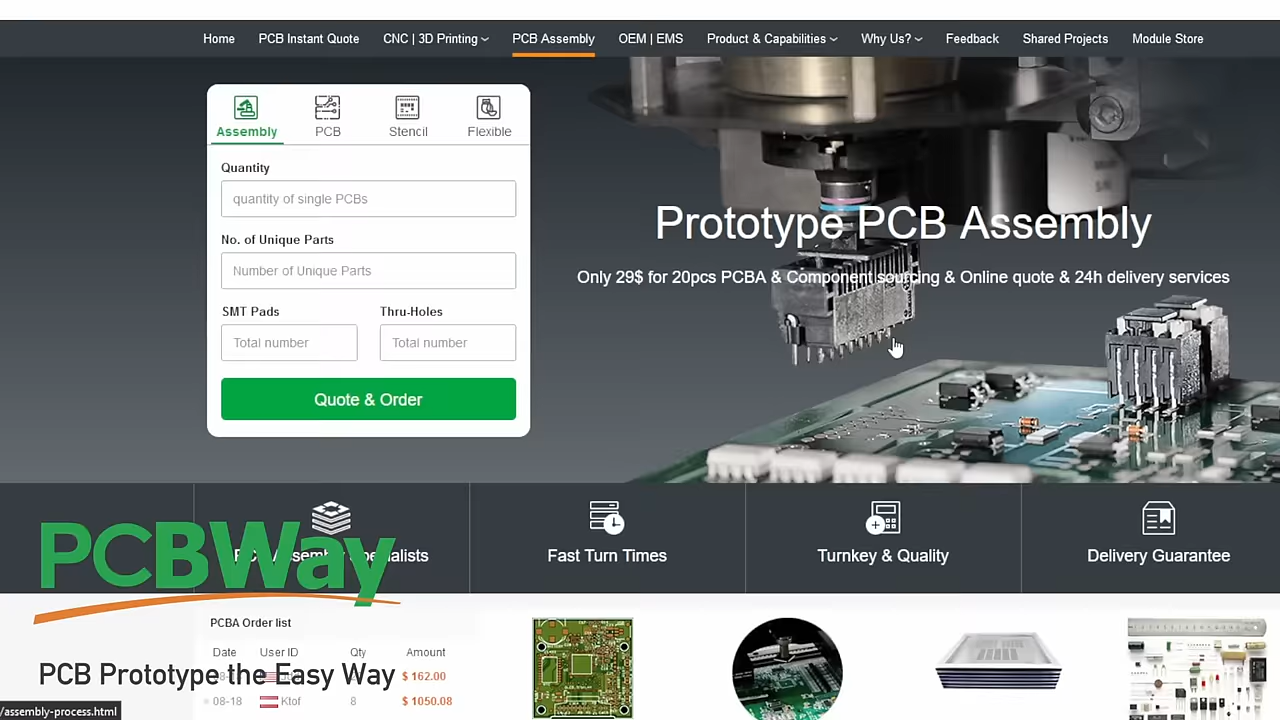 Home PCB Instant Quote CNC | 3D Printing PCB Assembly OEM | EMS Product & Capabilities Why Us? Feedback Shared Projects Module Store
Assembly PCB Stencil Flexible
Quantity
quantity of single PCBs
No. of Unique Parts
Number of Unique Parts
SMT Pads Thru-Holes
Total number Total number
Quote & Order
Prototype PCB Assembly
Only 29$ for 20pcs PCBA & Component sourcing & Online quote & 24h delivery services
PCB Assembly Specialists Fast Turn Times Turnkey & Quality Delivery Guarantee
PCBWay
PCBA Order list
Date User ID Qty Amount
$ 162.00
PCB Prototype the Easy Way
08-18 Ktof 8 $ 1050.08
/assembly-process.html